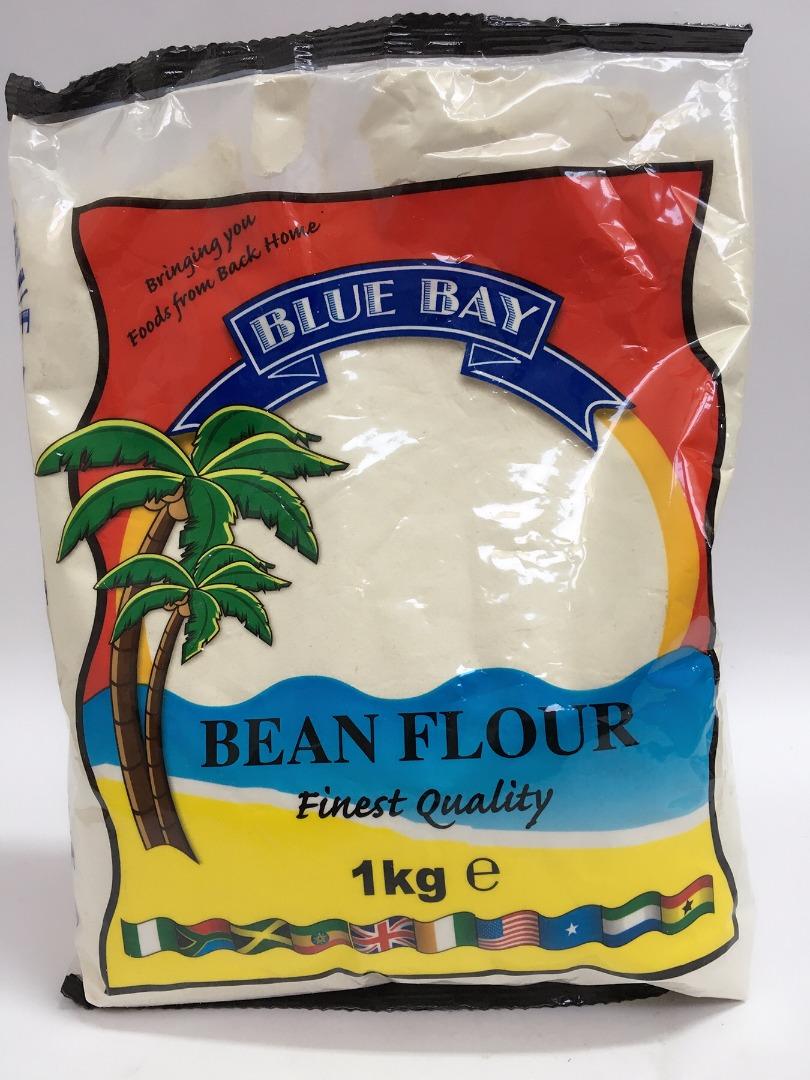 Bringing you
Foods from Back Home
BLUE BAY
BEAN FLOUR
Finest Quality
1kg e